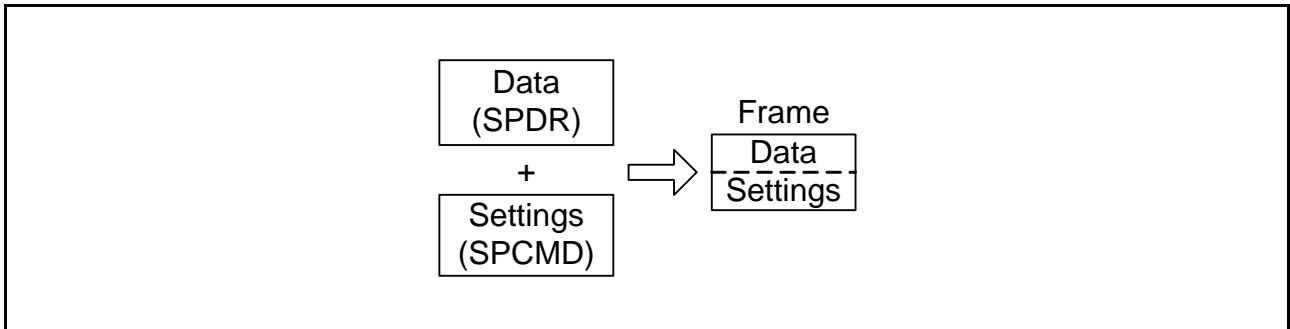 Data
(SPDR)
+
Settings
(SPCMD)
Frame
Data
Settings